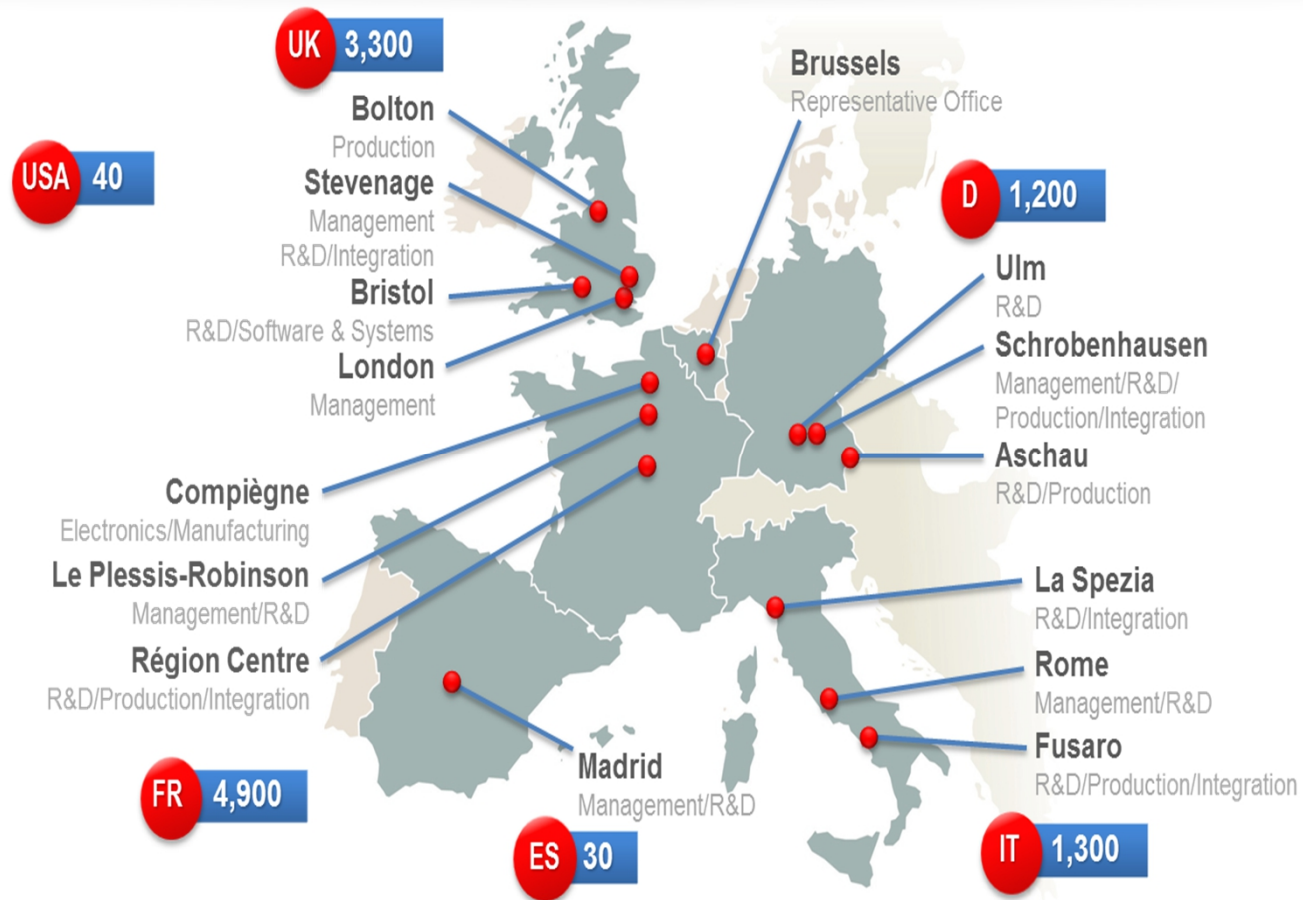 UK 3,300
Bolton
Production
Stevenage
Management
R&D/Integration
Bristol
R&D/Software & Systems
London
Management
USA 40
Brussels
Representative Office
D 1,200
Ulm
R&D
Schrobenhausen
Management/R&D/
Production/Integration
Aschau
R&D/Production
Compiègne
Electronics/Manufacturing
Le Plessis-Robinson
Management/R&D
Région Centre
R&D/Production/Integration
FR 4,900
Madrid
Management/R&D
ES 30
La Spezia
R&D/Integration
Rome
Management/R&D
Fusaro
R&D/Production/Integration
IT 1,300